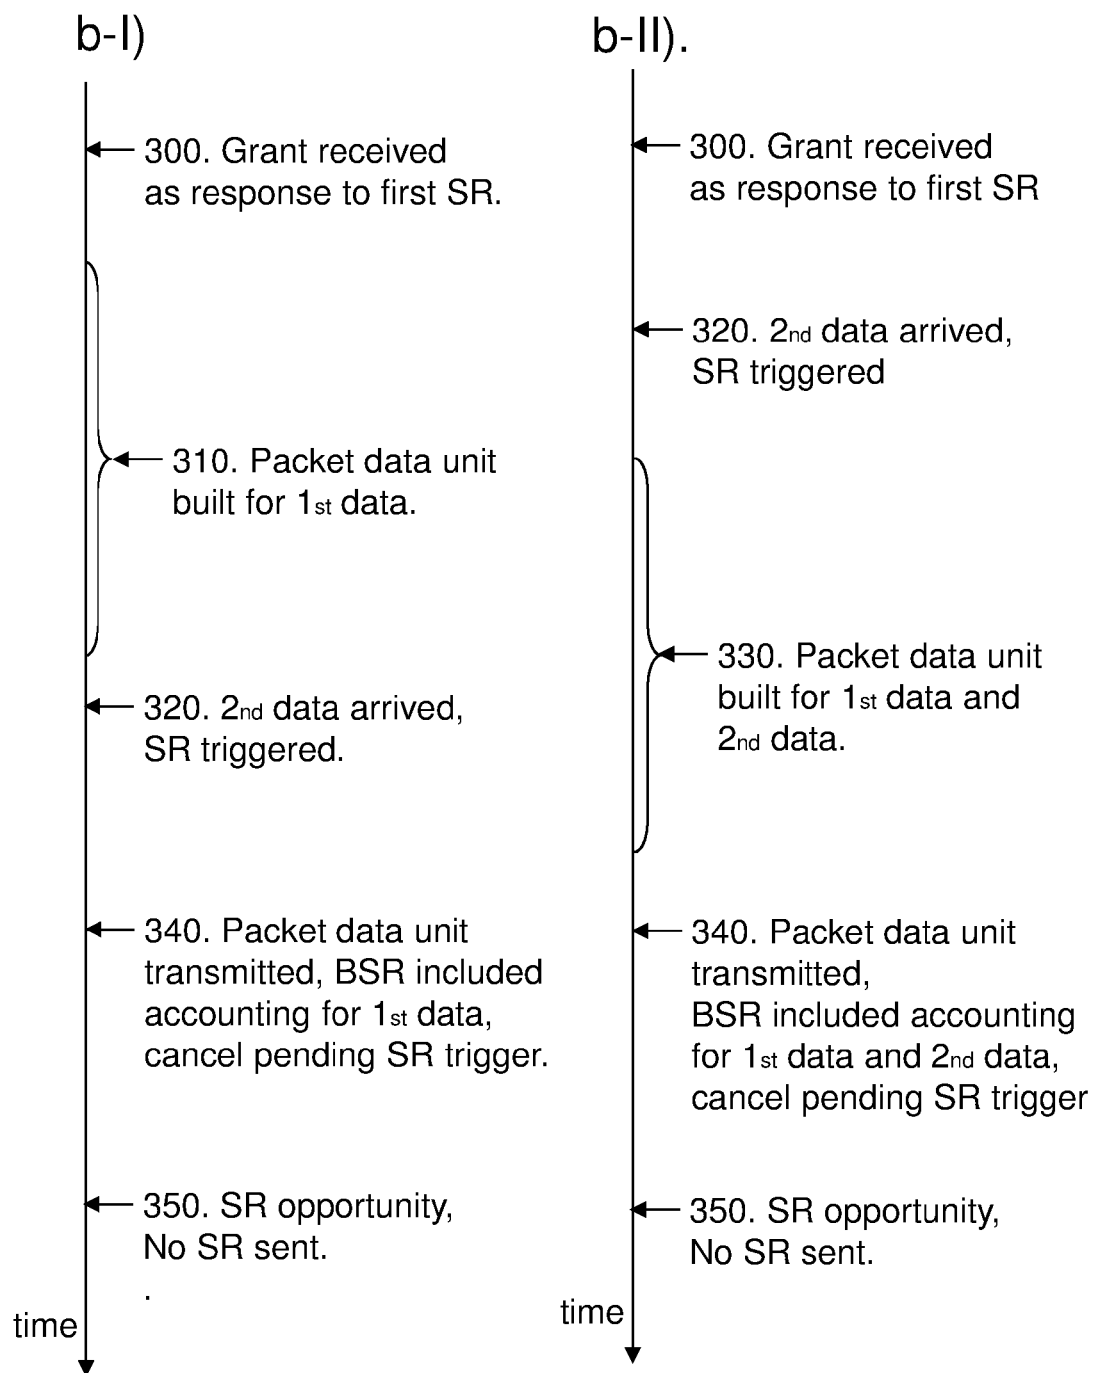 b-I)
300. Grant received
as response to first SR.
310. Packet data unit
built for 1st data.
320. 2nd data arrived,
SR triggered.
340. Packet data unit
transmitted, BSR included
accounting for 1st data,
cancel pending SR trigger.
350. SR opportunity,
No SR sent.
.
time
b-II).
300. Grant received
as response to first SR
320. 2nd data arrived,
SR triggered
330. Packet data unit
built for 1st data and
2nd data.
340. Packet data unit
transmitted,
BSR included accounting
for 1st data and 2nd data,
cancel pending SR trigger
350. SR opportunity,
No SR sent.
time